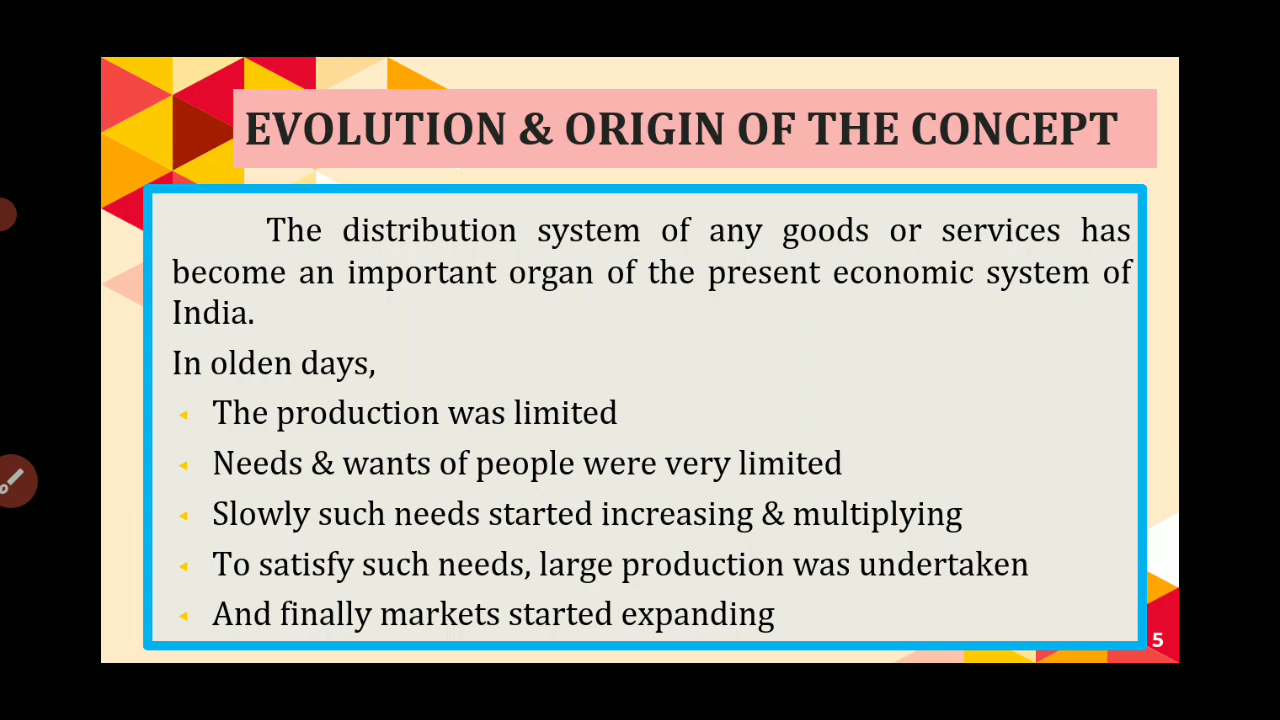 EVOLUTION & ORIGIN OF THE CONCEPT
The distribution system of any goods or services has
become an important organ of the present economic system of
India.
In olden days,
The production was limited
Needs & wants of people were very limited
Slowly such needs started increasing & multiplying
To satisfy such needs, large production was undertaken
And finally markets started expanding
5